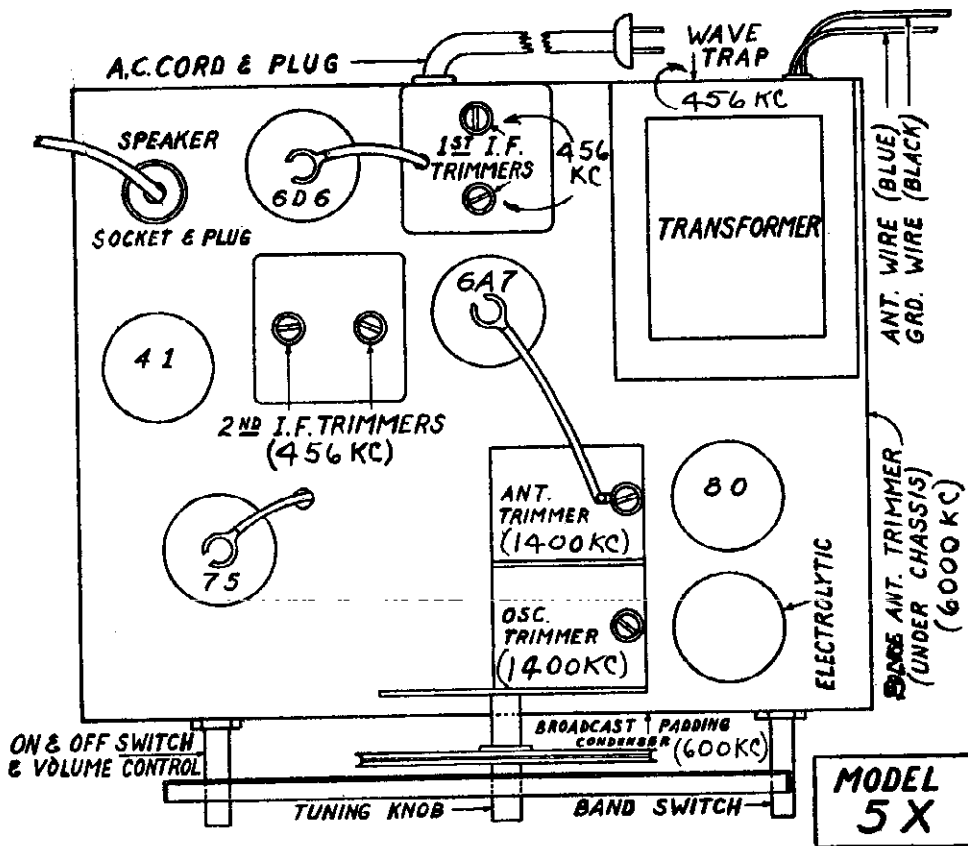 A.C. CORD & PLUG
WAVE
TRAP
456 KC
SPEAKER
SOCKET & PLUG
6D6
1ST I.F.
TRIMMERS
456
KC
TRANSFORMER
ANT. WIRE (BLUE)
GRD. WIRE (BLACK)
6A7
41
2ND I.F. TRIMMERS
(456 KC)
ANT.
TRIMMER
(1400 KC)
80
75
OSC.
TRIMMER
(1400 KC)
ELECTROLYTIC
ANT. TRIMMER
(UNDER CHASSIS)
(6000 KC)
ON & OFF SWITCH
& VOLUME CONTROL
BROADCAST PADDING
CONDENSER (600 KC)
TUNING KNOB
BAND SWITCH
MODEL
5X